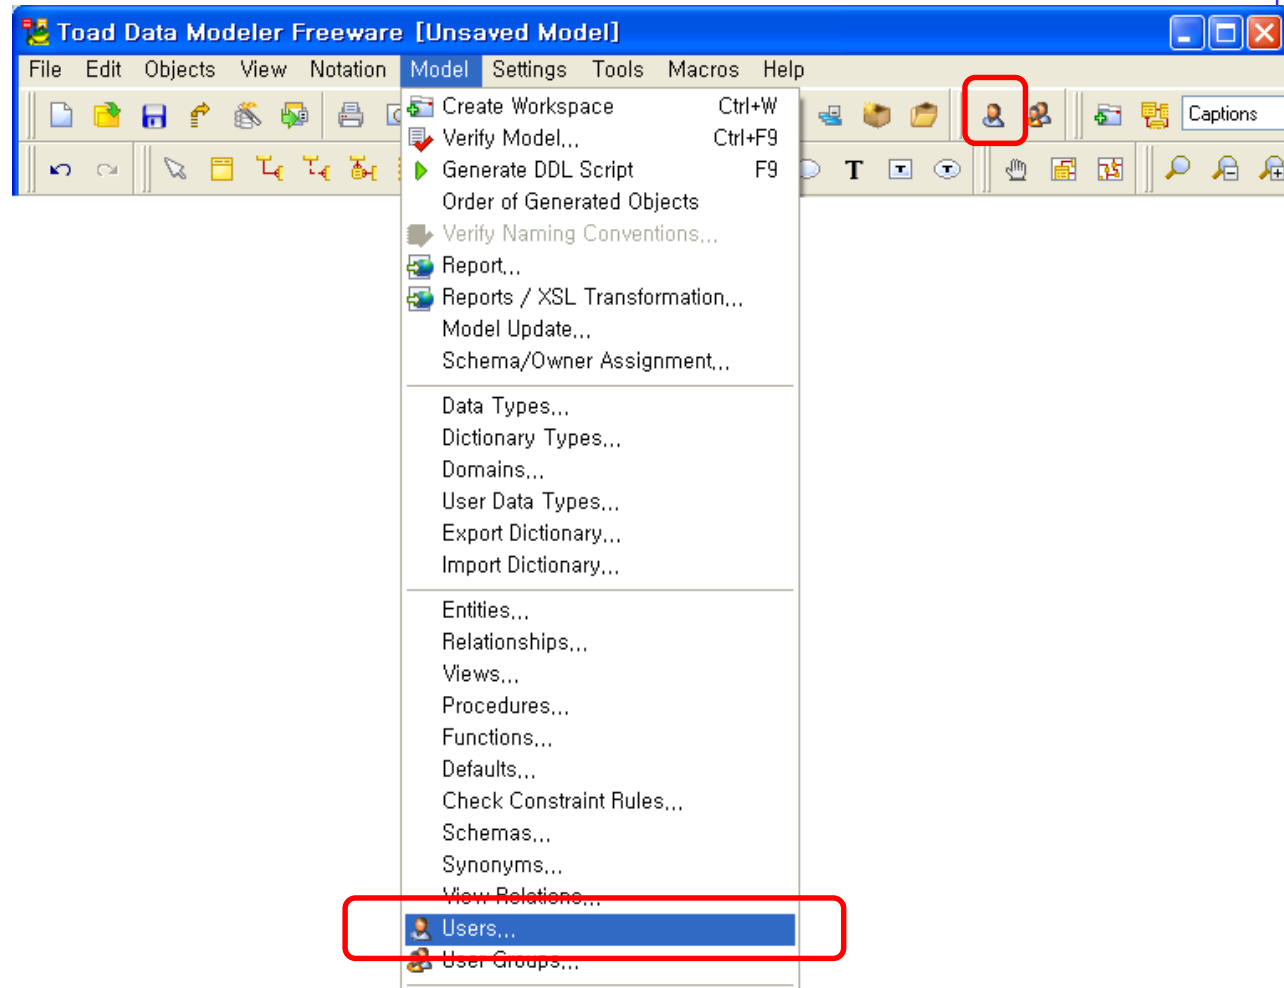 Toad Data Modeler Freeware [Unsaved Model]
File Edit Objects View Notation Model Settings Tools Macros Help
Captions
T T T
Create Workspace Ctrl+W
Verify Model... Ctrl+F9
Generate DDL Script F9
Order of Generated Objects
Verify Naming Conventions...
Report...
Reports / XSL Transformation...
Model Update...
Schema/Owner Assignment...
Data Types...
Dictionary Types...
Domains...
User Data Types...
Export Dictionary...
Import Dictionary...
Entities...
Relationships...
Views...
Procedures...
Functions...
Defaults...
Check Constraint Rules...
Schemas...
Synonyms...
View Relations...
Users...
User Groups...